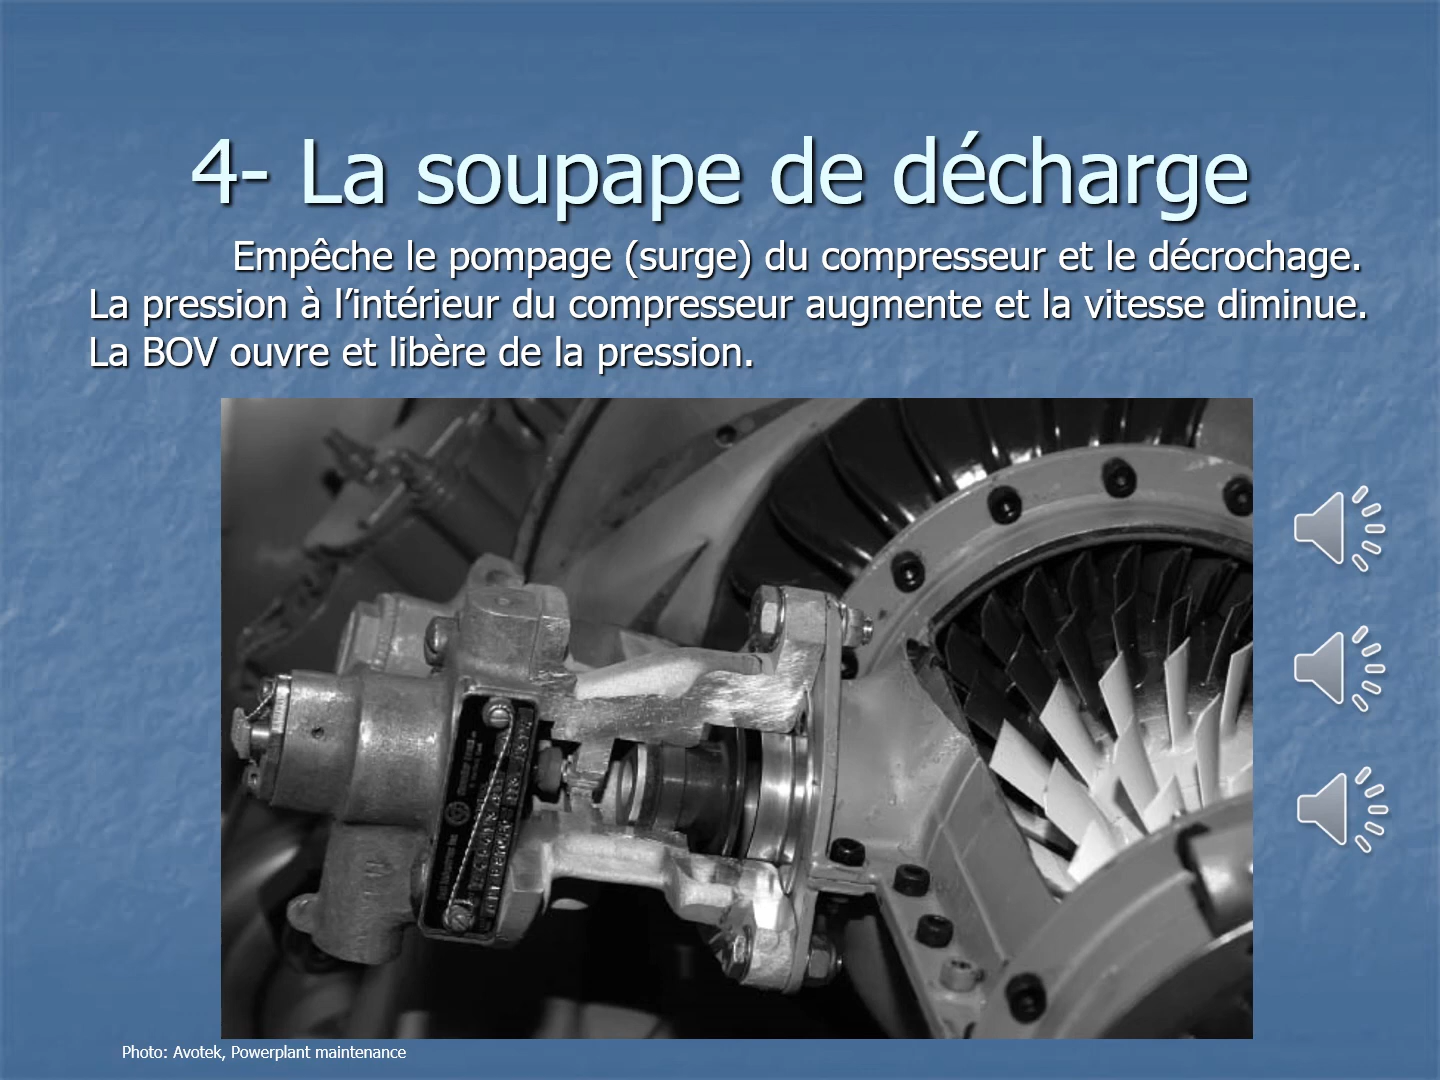 4- La soupape de décharge
Empêche le pompage (surge) du compresseur et le décrochage.
La pression à l’intérieur du compresseur augmente et la vitesse diminue.
La BOV ouvre et libère de la pression.
Photo: Avotek, Powerplant maintenance